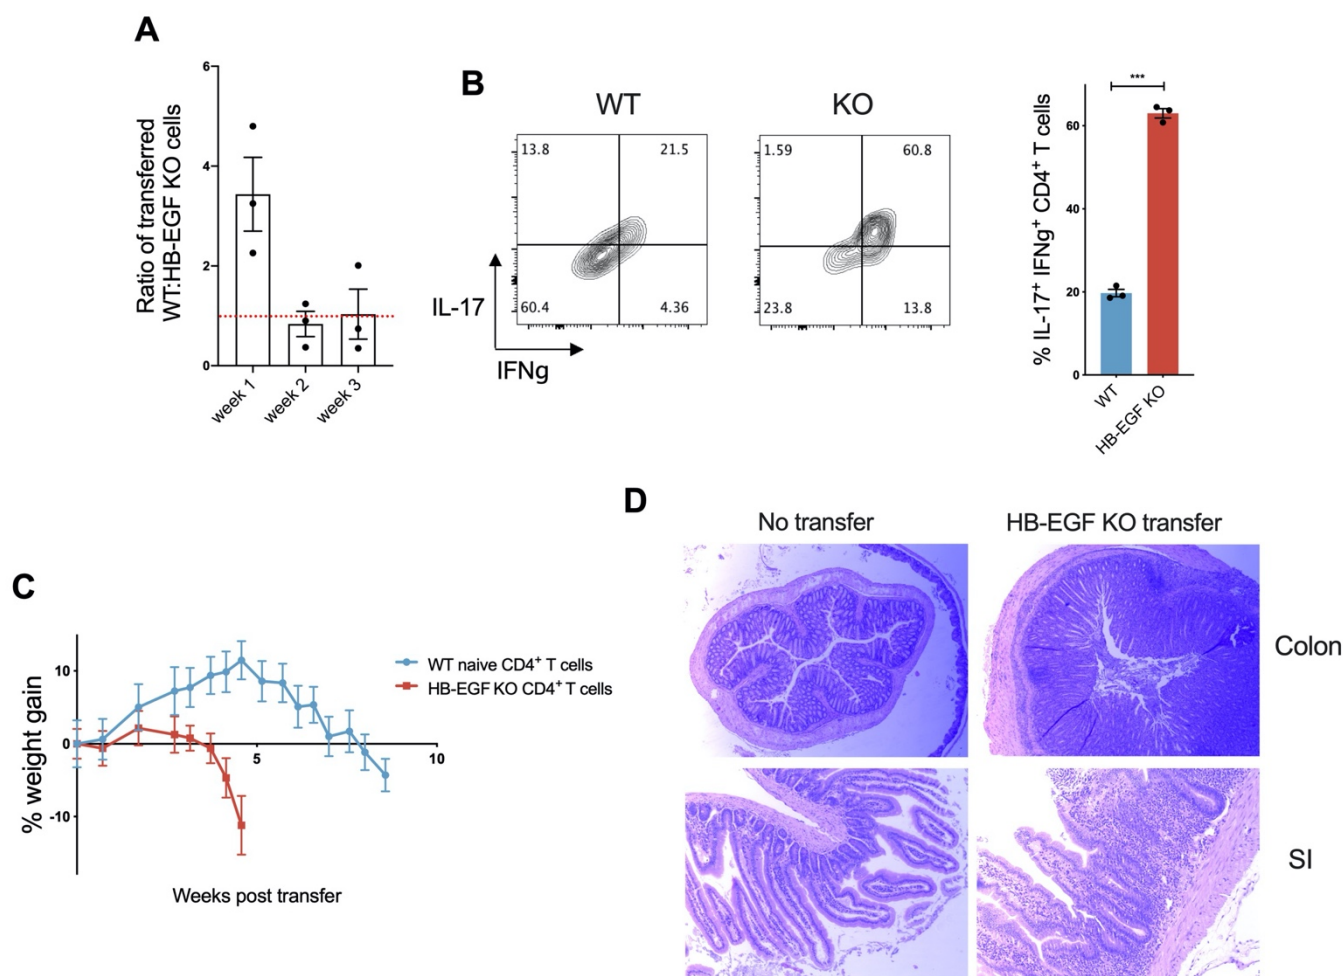 A
Ratio of transferred
WT:HB-EGF KO cells
6
4
2
0
week 1
week 2
week 3
B
WT
KO
13.8
21.5
60.4
4.36
1.59
60.8
23.8
13.8
IL-17
IFNg
% IL-17⁺ IFNg⁺ CD4⁺ T cells
***
60
40
20
0
WT
HB-EGF KO
C
% weight gain
10
0
-10
5
10
WT naive CD4⁺ T cells
HB-EGF KO CD4⁺ T cells
Weeks post transfer
D
No transfer
HB-EGF KO transfer
Colon
SI